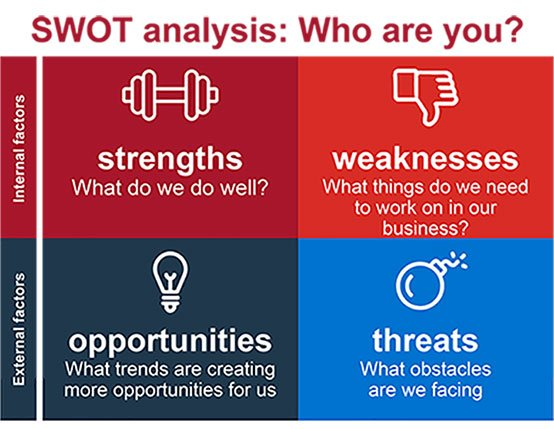 SWOT analysis: Who are you?
Internal factors
strengths
What do we do well?
weaknesses
What things do we need
to work on in our
business?
External factors
opportunities
What trends are creating
more opportunities for us
threats
What obstacles
are we facing